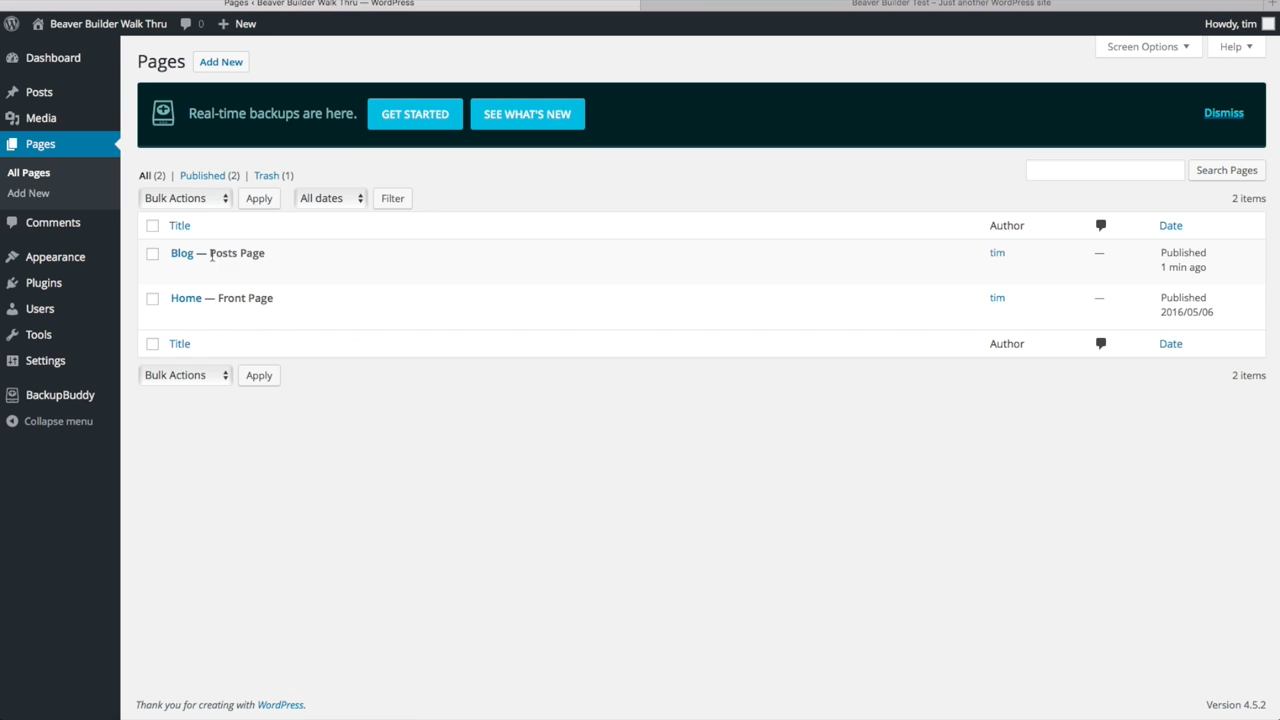 Pages ‹ Beaver Builder Walk Thru — WordPress
Beaver Builder Test – Just another WordPress site
Beaver Builder Walk Thru 0 New Howdy, tim
Dashboard
Posts
Media
Pages
All Pages
Add New
Comments
Appearance
Plugins
Users
Tools
Settings
BackupBuddy
Collapse menu
Screen Options Help
Pages Add New
Real-time backups are here. GET STARTED SEE WHAT'S NEW Dismiss
All (2) | Published (2) | Trash (1)
Search Pages
Bulk Actions Apply All dates Filter 2 items
Title Author Date
Blog — Posts Page tim — Published
1 min ago
Home — Front Page tim — Published
2016/05/06
Title Author Date
Bulk Actions Apply 2 items
Thank you for creating with WordPress. Version 4.5.2